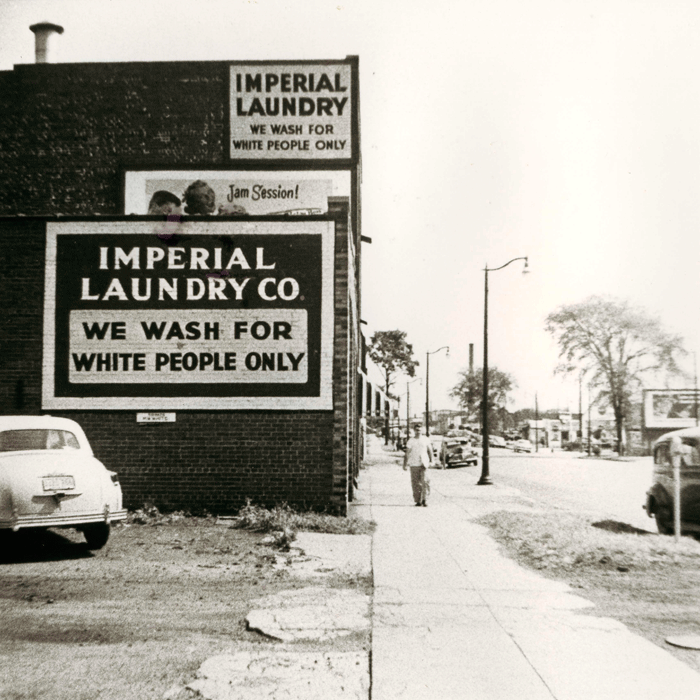 IMPERIAL
LAUNDRY
WE WASH FOR
WHITE PEOPLE ONLY
Jam Session!
IMPERIAL
LAUNDRY CO.
WE WASH FOR
WHITE PEOPLE ONLY